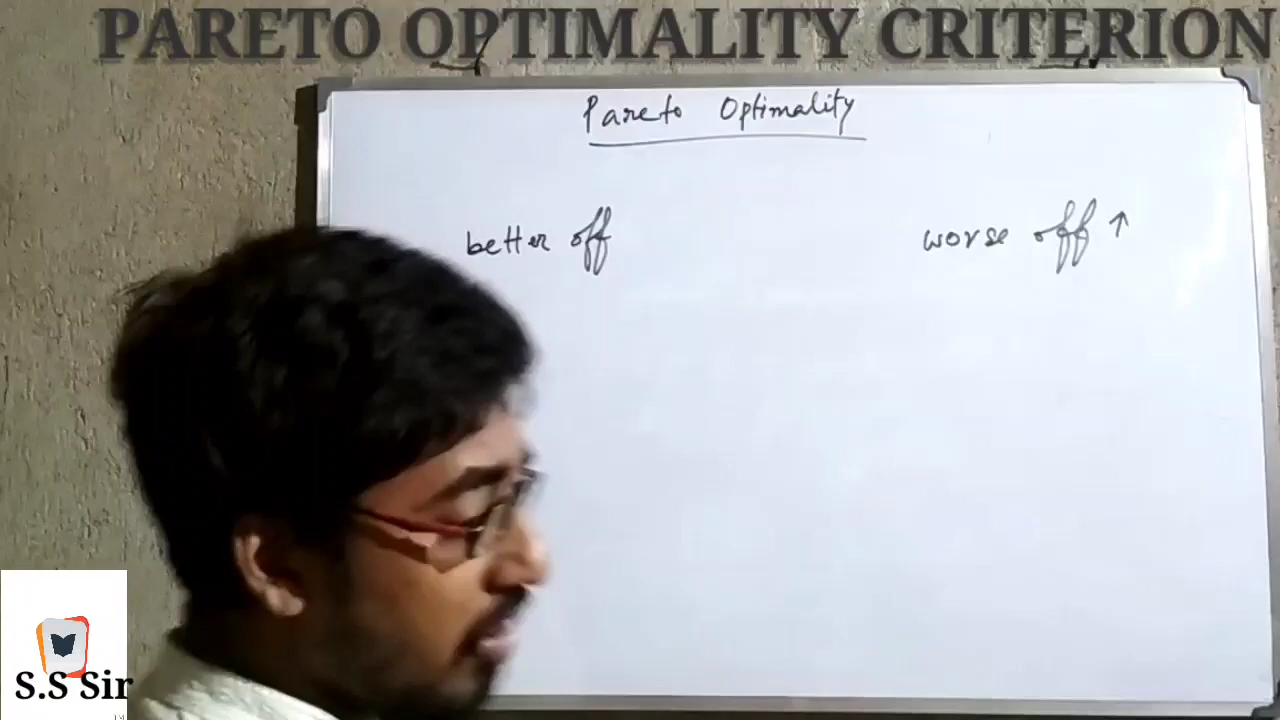 PARETO OPTIMALITY CRITERION
Pareto Optimality
better off worse off ↑
S.S Sir